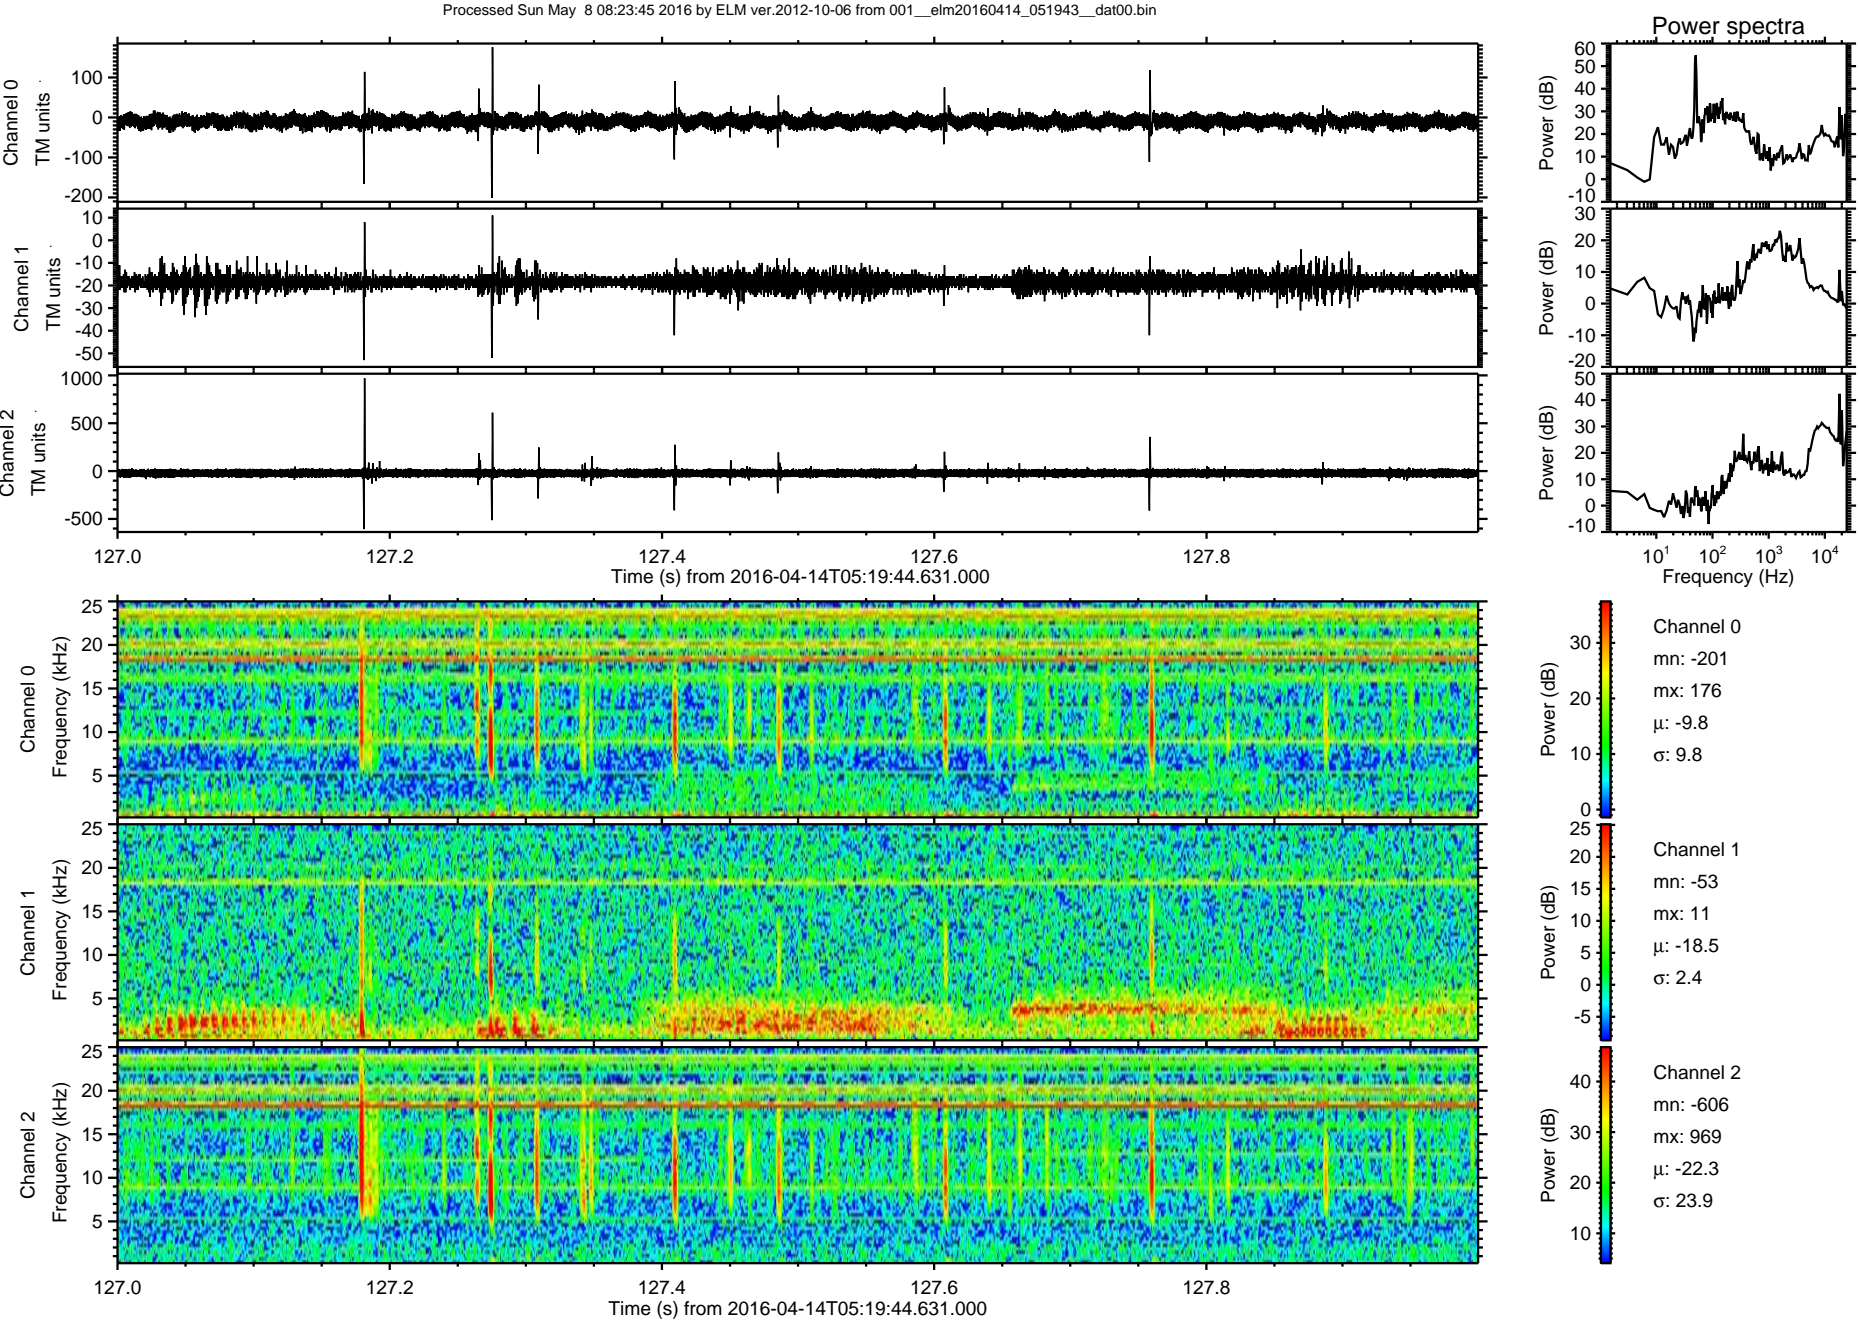 Processed Sun May  8 08:23:45 2016 by ELM ver.2012-10-06 from 001__elm20160414_051943__dat00.bin
Power spectra
Channel 0
TM units
100
0
-100
-200
Power (dB)
60
50
40
30
20
10
0
-10
Channel 1
TM units
10
0
-10
-20
-30
-40
-50
Power (dB)
30
20
10
0
-10
-20
Channel 2
TM units
1000
500
0
-500
Power (dB)
50
40
30
20
10
0
-10
127.0 127.2 127.4 127.6 127.8
Time (s) from 2016-04-14T05:19:44.631.000
10¹ 10² 10³ 10⁴
Frequency (Hz)
Channel 0
Frequency (kHz)
25
20
15
10
5
Power (dB)
30
20
10
0
Channel 0
mn: -201
mx: 176
μ: -9.8
σ: 9.8
Channel 1
Frequency (kHz)
25
20
15
10
5
Power (dB)
25
20
15
10
5
0
-5
Channel 1
mn: -53
mx: 11
μ: -18.5
σ: 2.4
Channel 2
Frequency (kHz)
25
20
15
10
5
Power (dB)
40
30
20
10
Channel 2
mn: -606
mx: 969
μ: -22.3
σ: 23.9
127.0 127.2 127.4 127.6 127.8
Time (s) from 2016-04-14T05:19:44.631.000